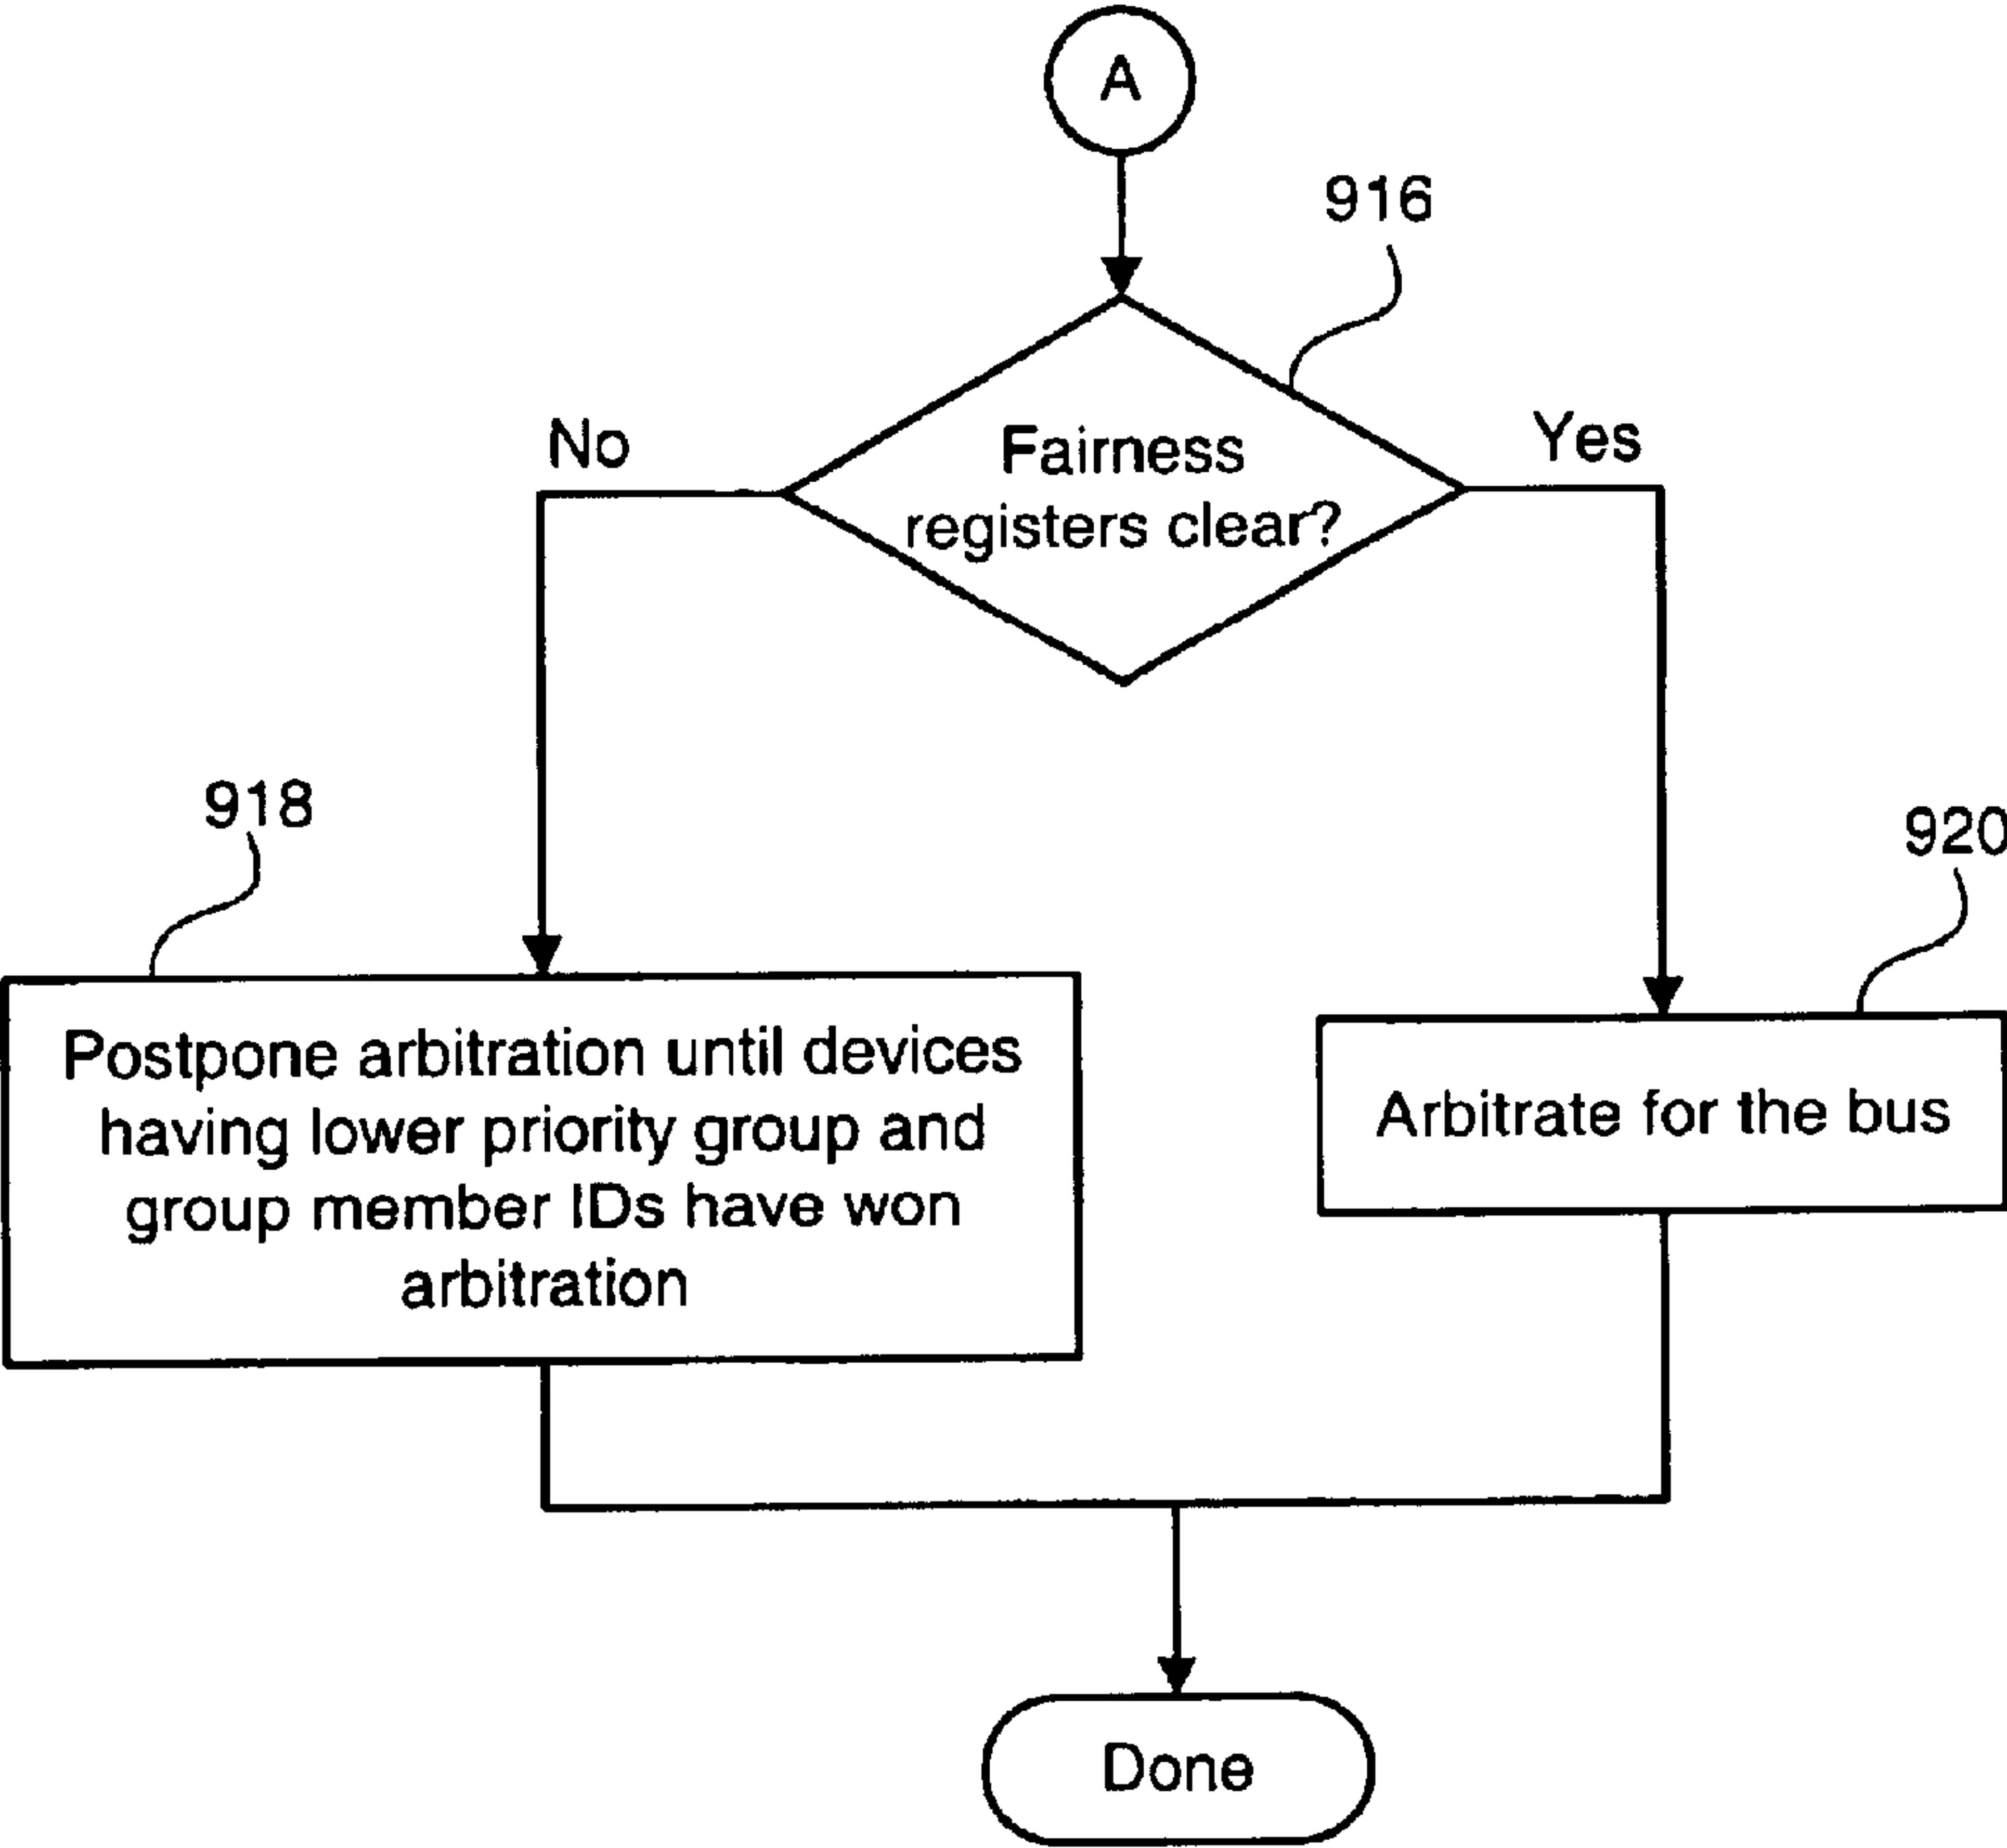 A
916
No
Yes
Fairness
registers clear?
918
920
Postpone arbitration until devices
having lower priority group and
group member IDs have won
arbitration
Arbitrate for the bus
Done